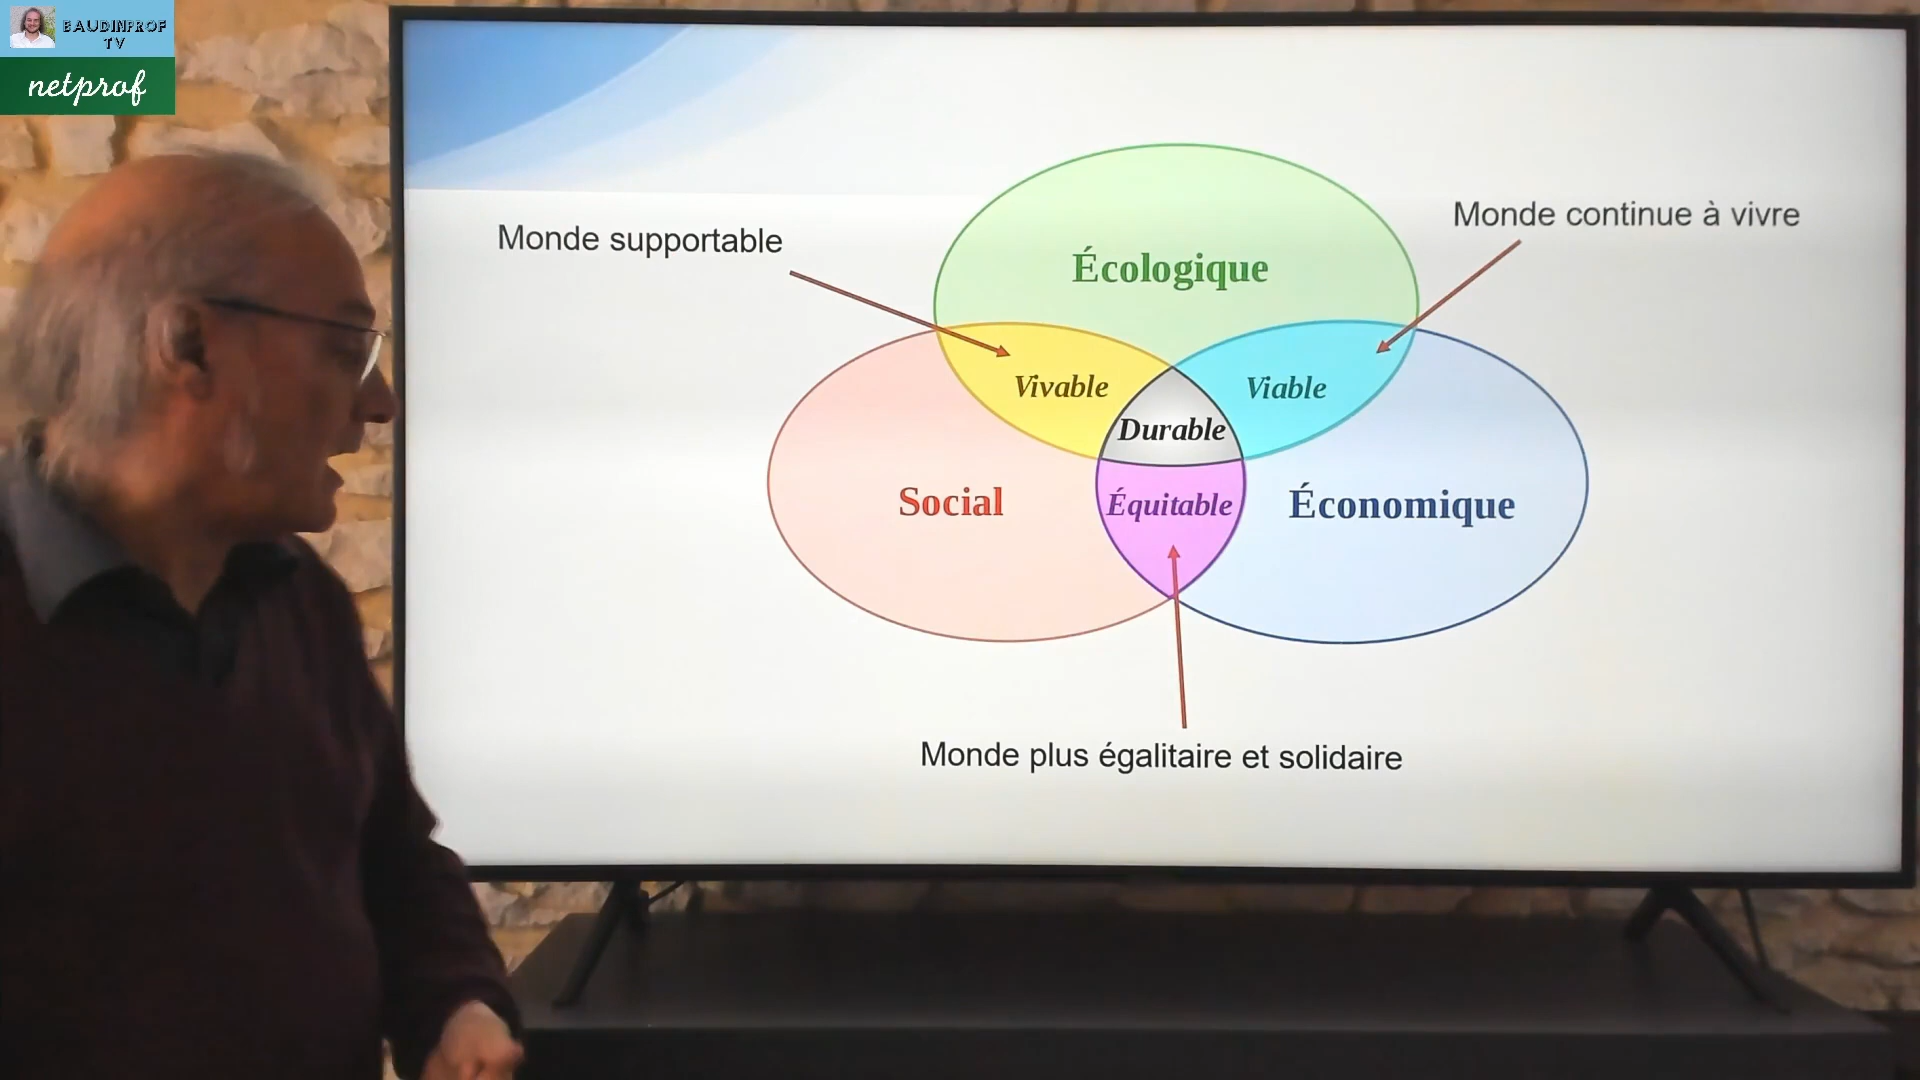 BAUDINPROF
TV
netprof
Monde supportable
Monde continue à vivre
Écologique
Vivable
Viable
Durable
Social
Équitable
Économique
Monde plus égalitaire et solidaire